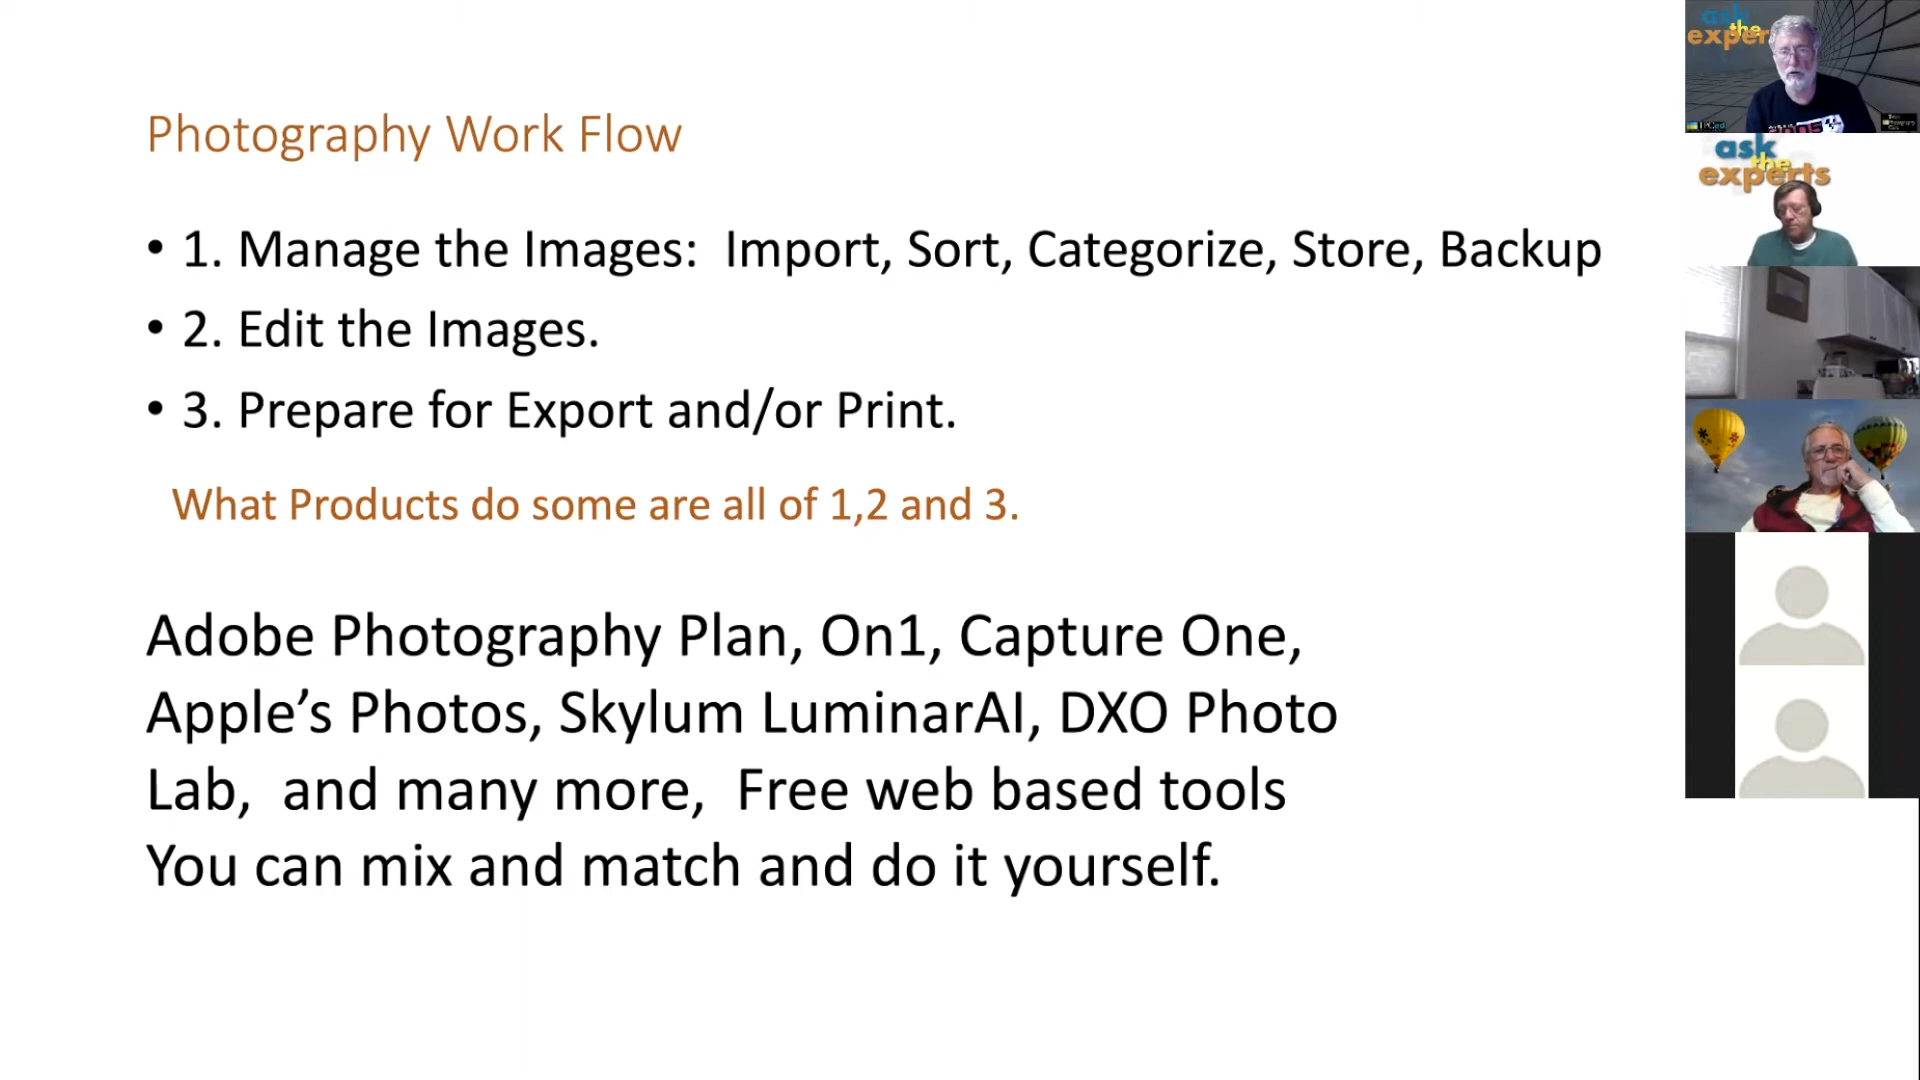 Photography Work Flow
• 1. Manage the Images:  Import, Sort, Categorize, Store, Backup
• 2. Edit the Images.
• 3. Prepare for Export and/or Print.
What Products do some are all of 1,2 and 3.
Adobe Photography Plan, On1, Capture One,
Apple’s Photos, Skylum LuminarAI, DXO Photo
Lab,  and many more,  Free web based tools
You can mix and match and do it yourself.
ask
the
exper
ask
the
experts